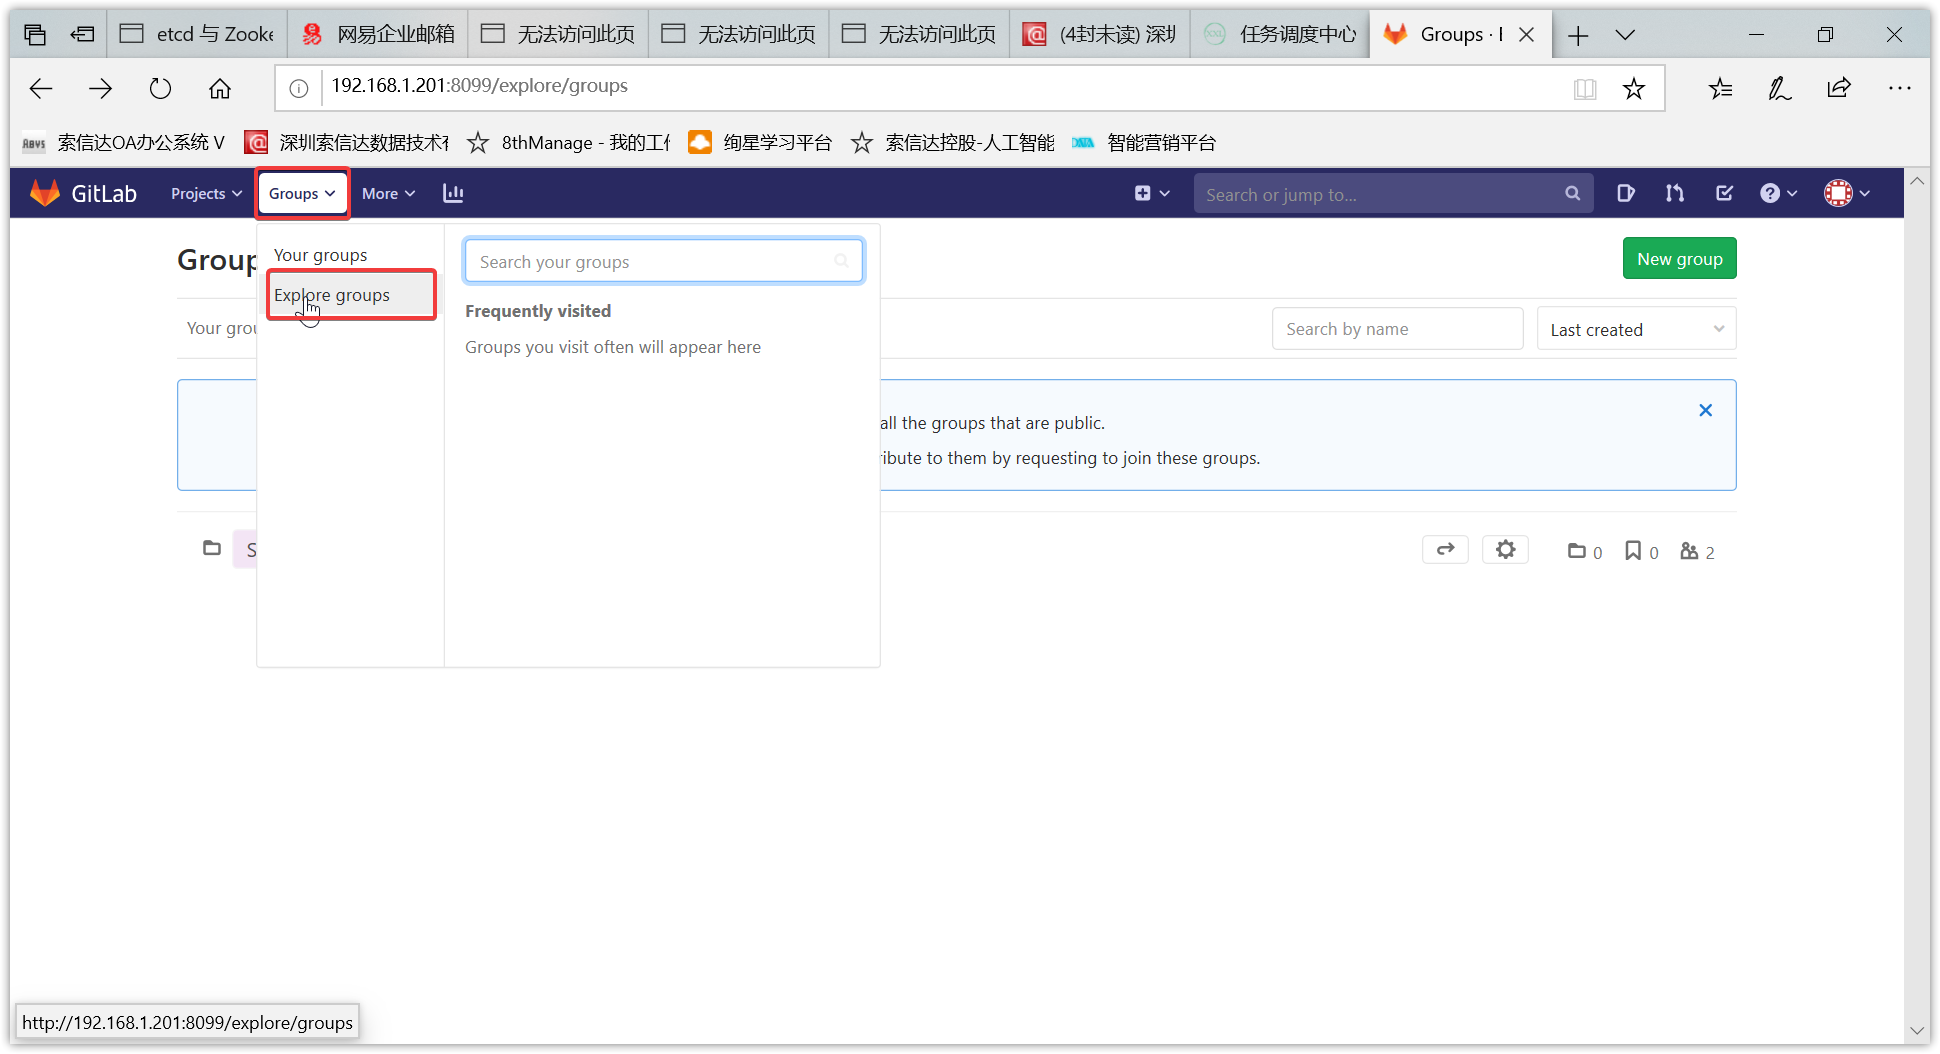 etcd 与 Zooke
网易企业邮箱
无法访问此页
无法访问此页
无法访问此页
(4封未读) 深圳
任务调度中心
Groups ·
192.168.1.201:8099/explore/groups
索信达OA办公系统 V
深圳索信达数据技术有
8thManage - 我的工作
绚星学习平台
索信达控股-人工智能
智能营销平台
GitLab
Projects
Groups
More
Search or jump to...
Group
Your groups
Explore groups
Search your groups
Frequently visited
Groups you visit often will appear here
New group
Your grou
Search by name
Last created
all the groups that are public.
ribute to them by requesting to join these groups.
S
0
0
2
http://192.168.1.201:8099/explore/groups